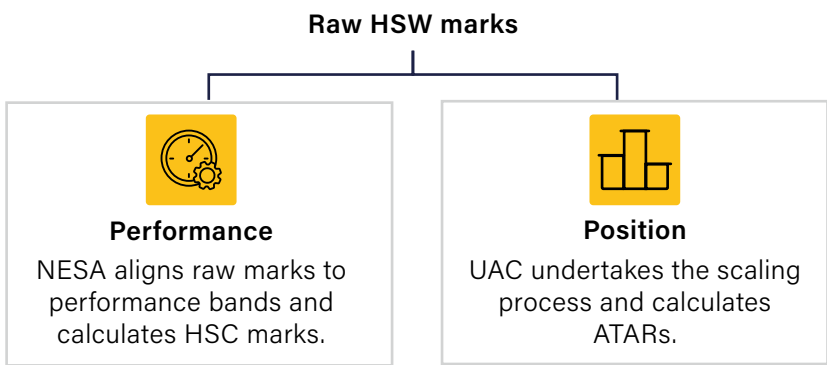 Raw HSW marks
Performance
NESA aligns raw marks to
performance bands and
calculates HSC marks.
Position
UAC undertakes the scaling
process and calculates
ATARs.